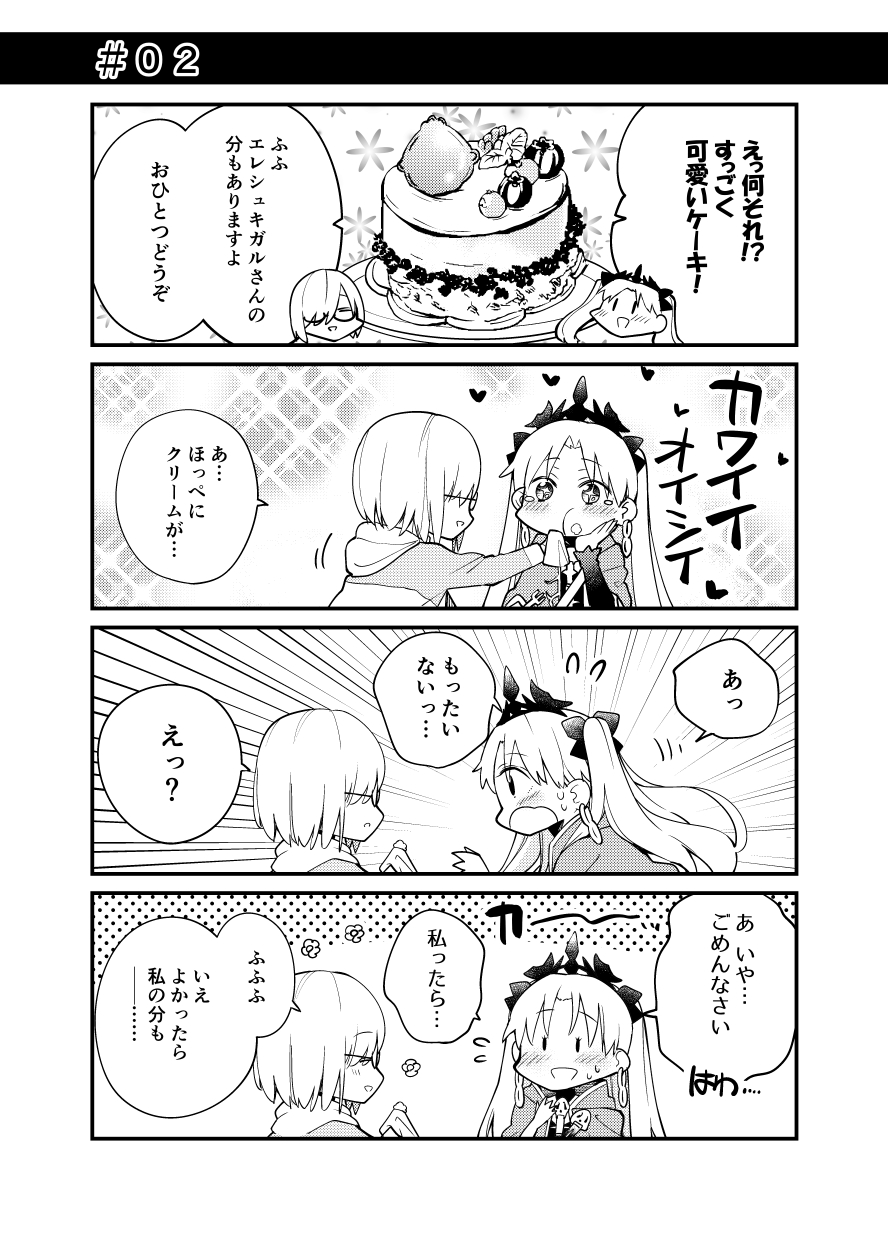 #02
えっ何それ!?
すっごく
可愛いケーキ！
ふふ
エレシュキガルさんの
分もありますよ
おひとつどうぞ
カワイイ
オイシイ
あ…
ほっぺに
クリームが…
あっ
もったい
ないっ…
えっ？
あ いや…
ごめんなさい
はわ….
カー
私ったら…
ふふふ
いえ
よかったら
私の分も
―――……